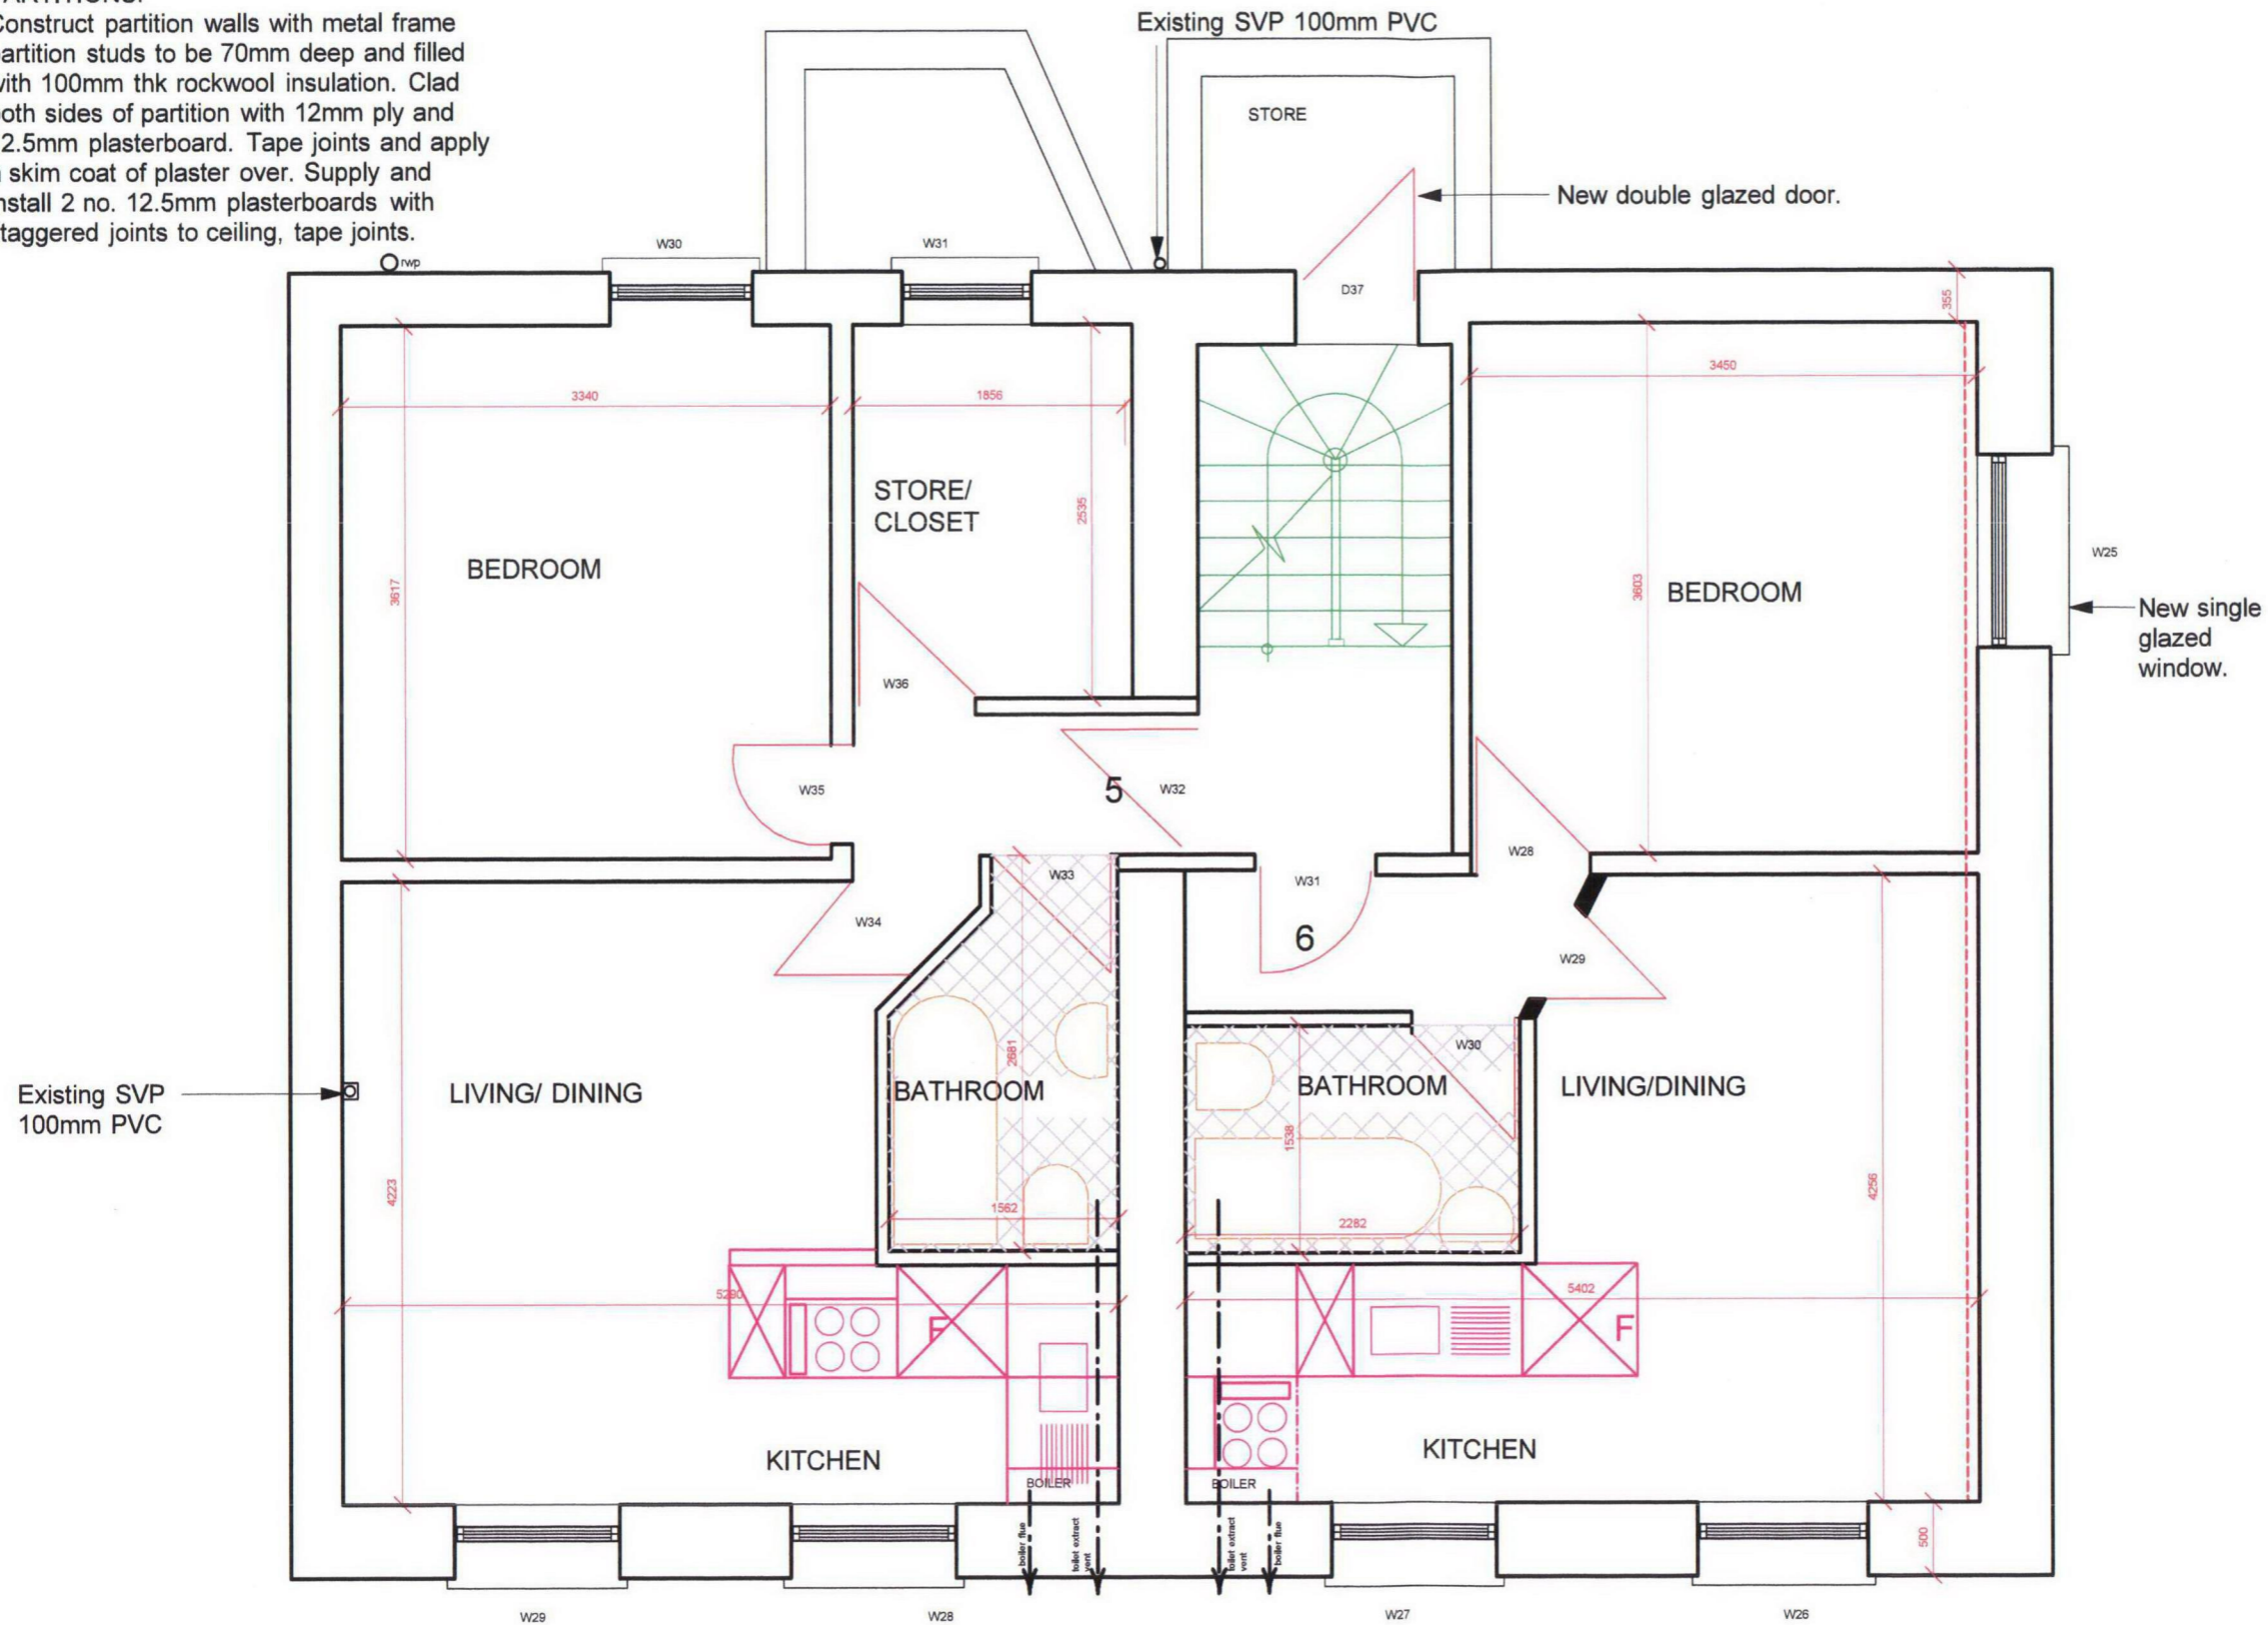 Construct partition walls with metal frame
partition studs to be 70mm deep and filled
with 100mm thk rockwool insulation. Clad
both sides of partition with 12mm ply and
2.5mm plasterboard. Tape joints and apply
skim coat of plaster over. Supply and
install 2 no. 12.5mm plasterboards with
staggered joints to ceiling, tape joints.
Existing SVP 100mm PVC
STORE
New double glazed door.
rwp
W30
W31
D37
355
3340
1856
3450
STORE/
CLOSET
2535
BEDROOM
3617
3603
BEDROOM
W25
New single
glazed
window.
W36
W35
5
W32
W28
W33
W31
W34
6
W29
W30
2681
Existing SVP
100mm PVC
LIVING/ DINING
BATHROOM
BATHROOM
LIVING/DINING
1538
4223
4256
1562
2282
5290
5402
F
F
KITCHEN
KITCHEN
BOILER
BOILER
boiler flue
toilet extract
vent
toilet extract
vent
boiler flue
500
W29
W28
W27
W26